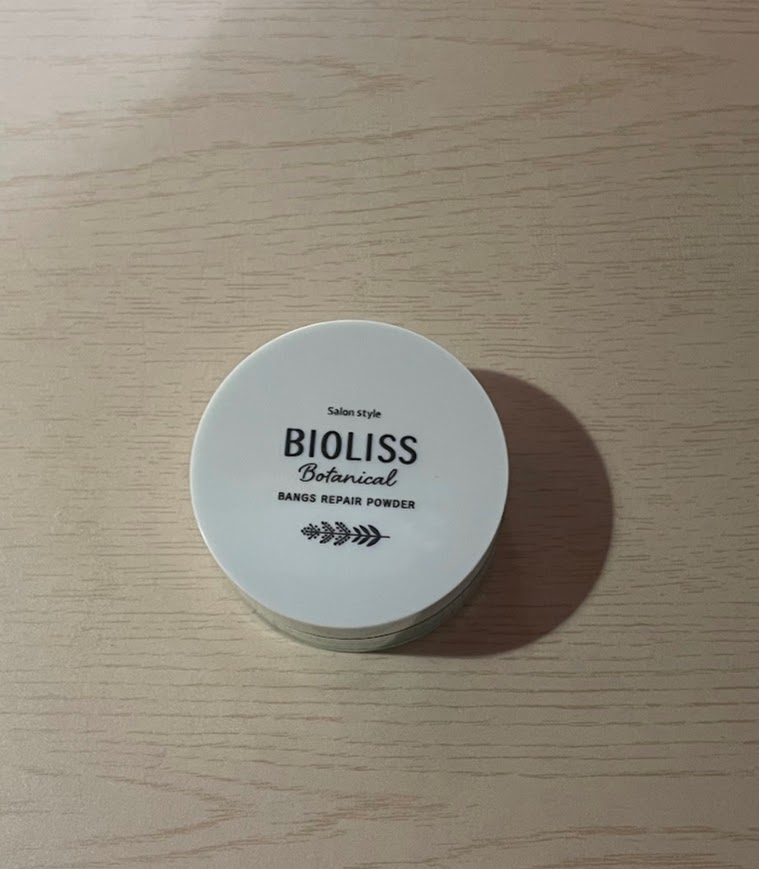 Salon style
BIOLISS
Botanical
BANGS REPAIR POWDER